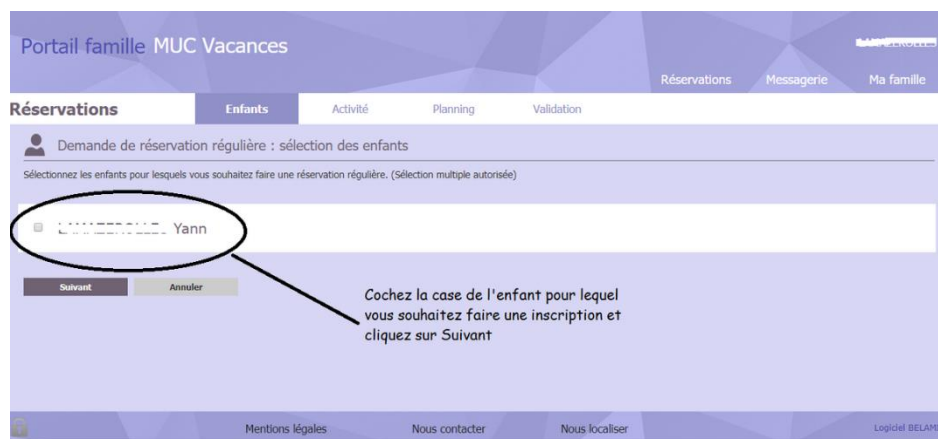 Portail famille MUC Vacances
Réservations Messagerie Ma famille
Réservations Enfants Activité Planning Validation
Demande de réservation régulière : sélection des enfants
Sélectionnez les enfants pour lesquels vous souhaitez faire une réservation régulière. (Sélection multiple autorisée)
Yann
Suivant Annuler
Cochez la case de l'enfant pour lequel
vous souhaitez faire une inscription et
cliquez sur Suivant
Mentions légales Nous contacter Nous localiser Logiciel BELAMI